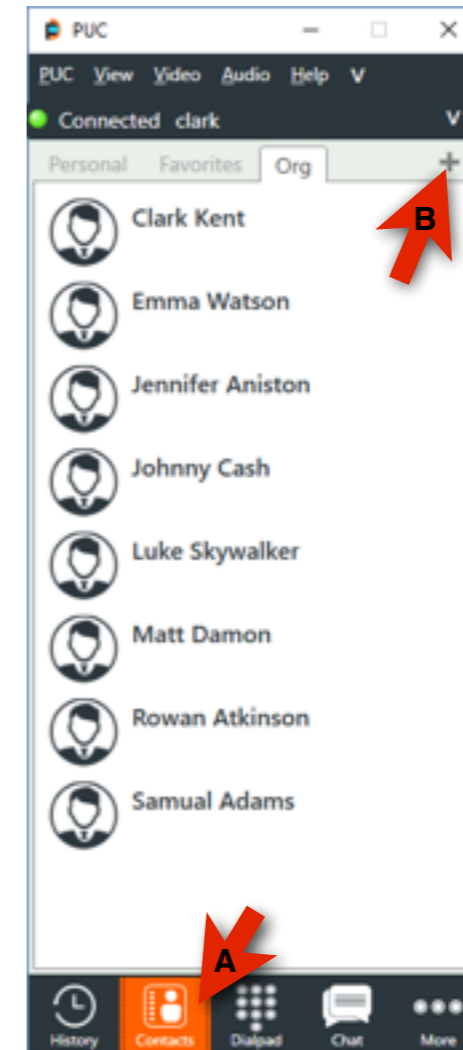 PUC
PUC View Video Audio Help v
Connected clark v
Personal Favorites Org +
B
Clark Kent
Emma Watson
Jennifer Aniston
Johnny Cash
Luke Skywalker
Matt Damon
Rowan Atkinson
Samual Adams
A
History Contacts Dialpad Chat More